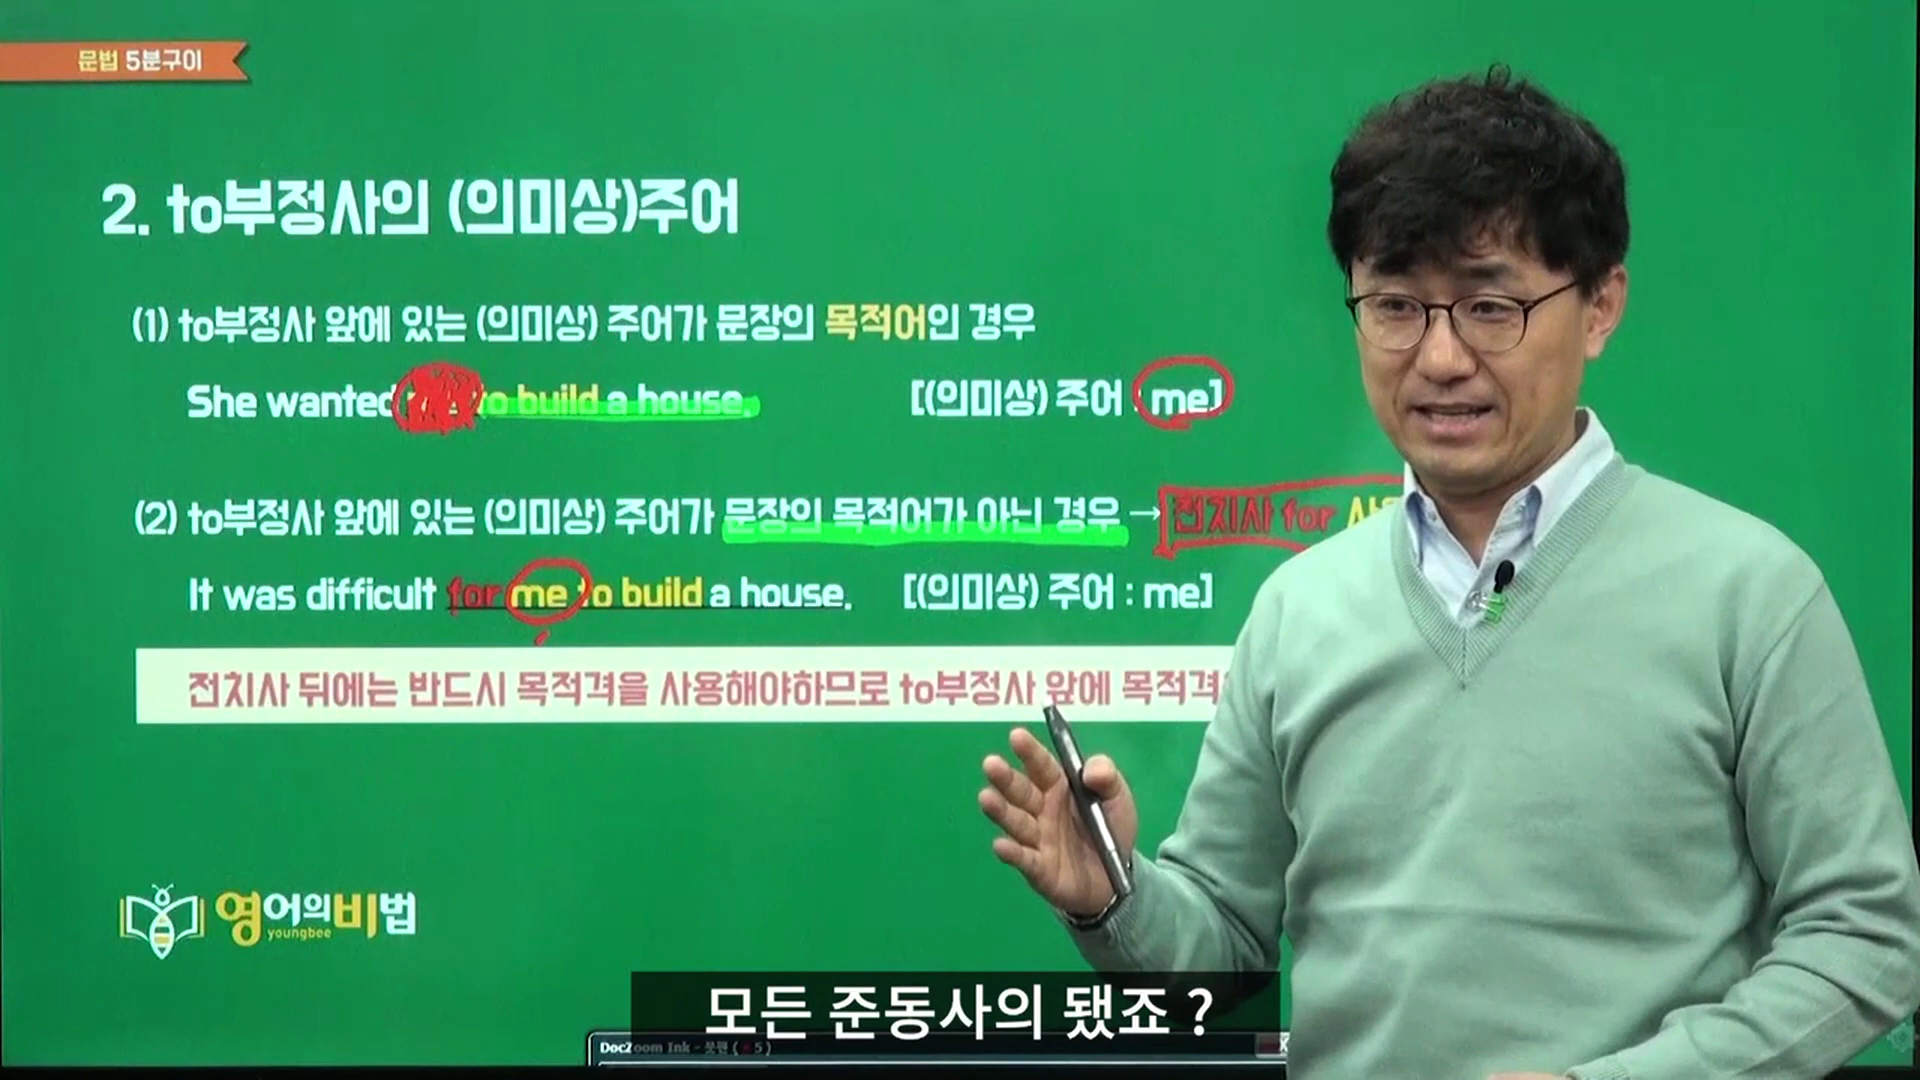 문법 5분구이
2. to부정사의 (의미상)주어
(1) to부정사 앞에 있는 (의미상) 주어가 문장의 목적어인 경우
She wanted to build a house. [(의미상) 주어 : me]
(2) to부정사 앞에 있는 (의미상) 주어가 문장의 목적어가 아닌 경우 → 전치사 for
It was difficult for me to build a house. [(의미상) 주어 : me]
전치사 뒤에는 반드시 목적격을 사용해야하므로 to부정사 앞에 목적격
영어의비법
youngbee
모든 준동사의 됐죠 ?
DocZoom Ink - 붓펜 ( 5 )